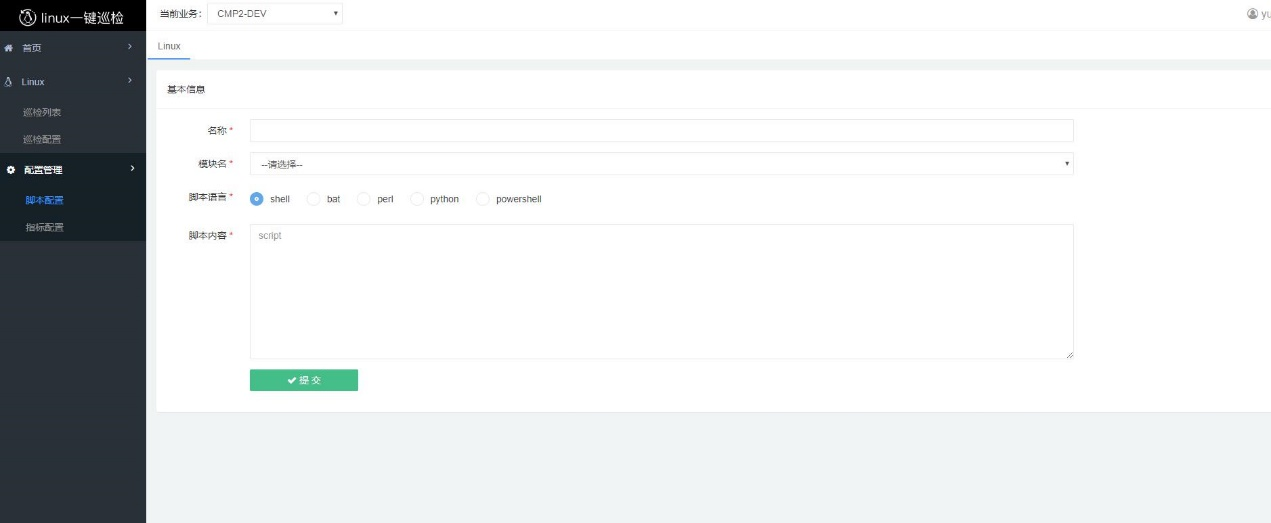 linux一键巡检
当前业务： CMP2-DEV
yu
首页
Linux
Linux
巡检列表
巡检配置
配置管理
脚本配置
指标配置
基本信息
名称 *
模块名 * --请选择--
脚本语言 * shell bat perl python powershell
脚本内容 * script
提 交